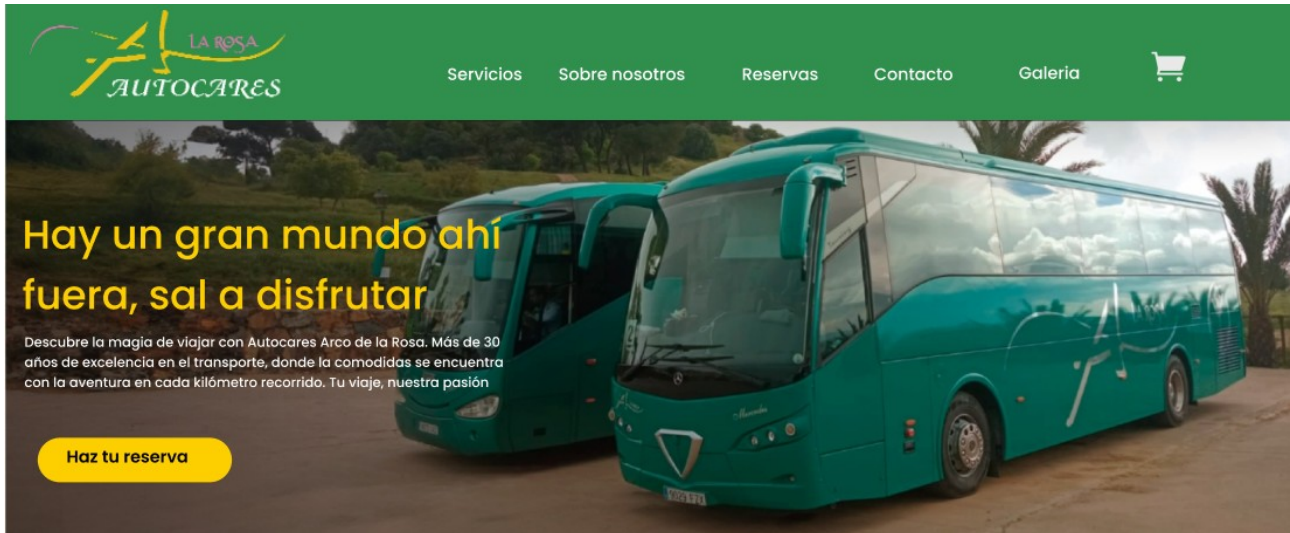 LA ROSA
AUTOCARES
Servicios
Sobre nosotros
Reservas
Contacto
Galeria
Hay un gran mundo ahí
fuera, sal a disfrutar
Descubre la magia de viajar con Autocares Arco de la Rosa. Más de 30
años de excelencia en el transporte, donde la comodidas se encuentra
con la aventura en cada kilómetro recorrido. Tu viaje, nuestra pasión
Haz tu reserva